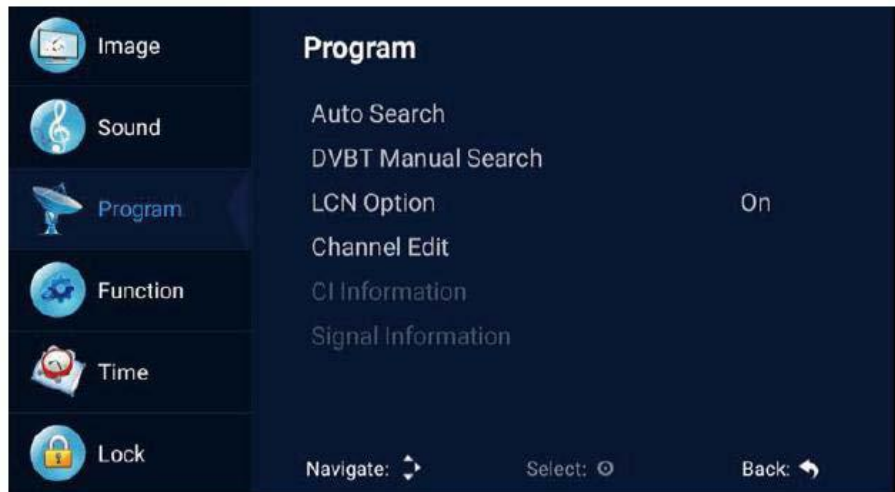 Image
Sound
Program
Function
Time
Lock
Program
Auto Search
DVBT Manual Search
LCN Option On
Channel Edit
CI Information
Signal Information
Navigate: Select: Back: